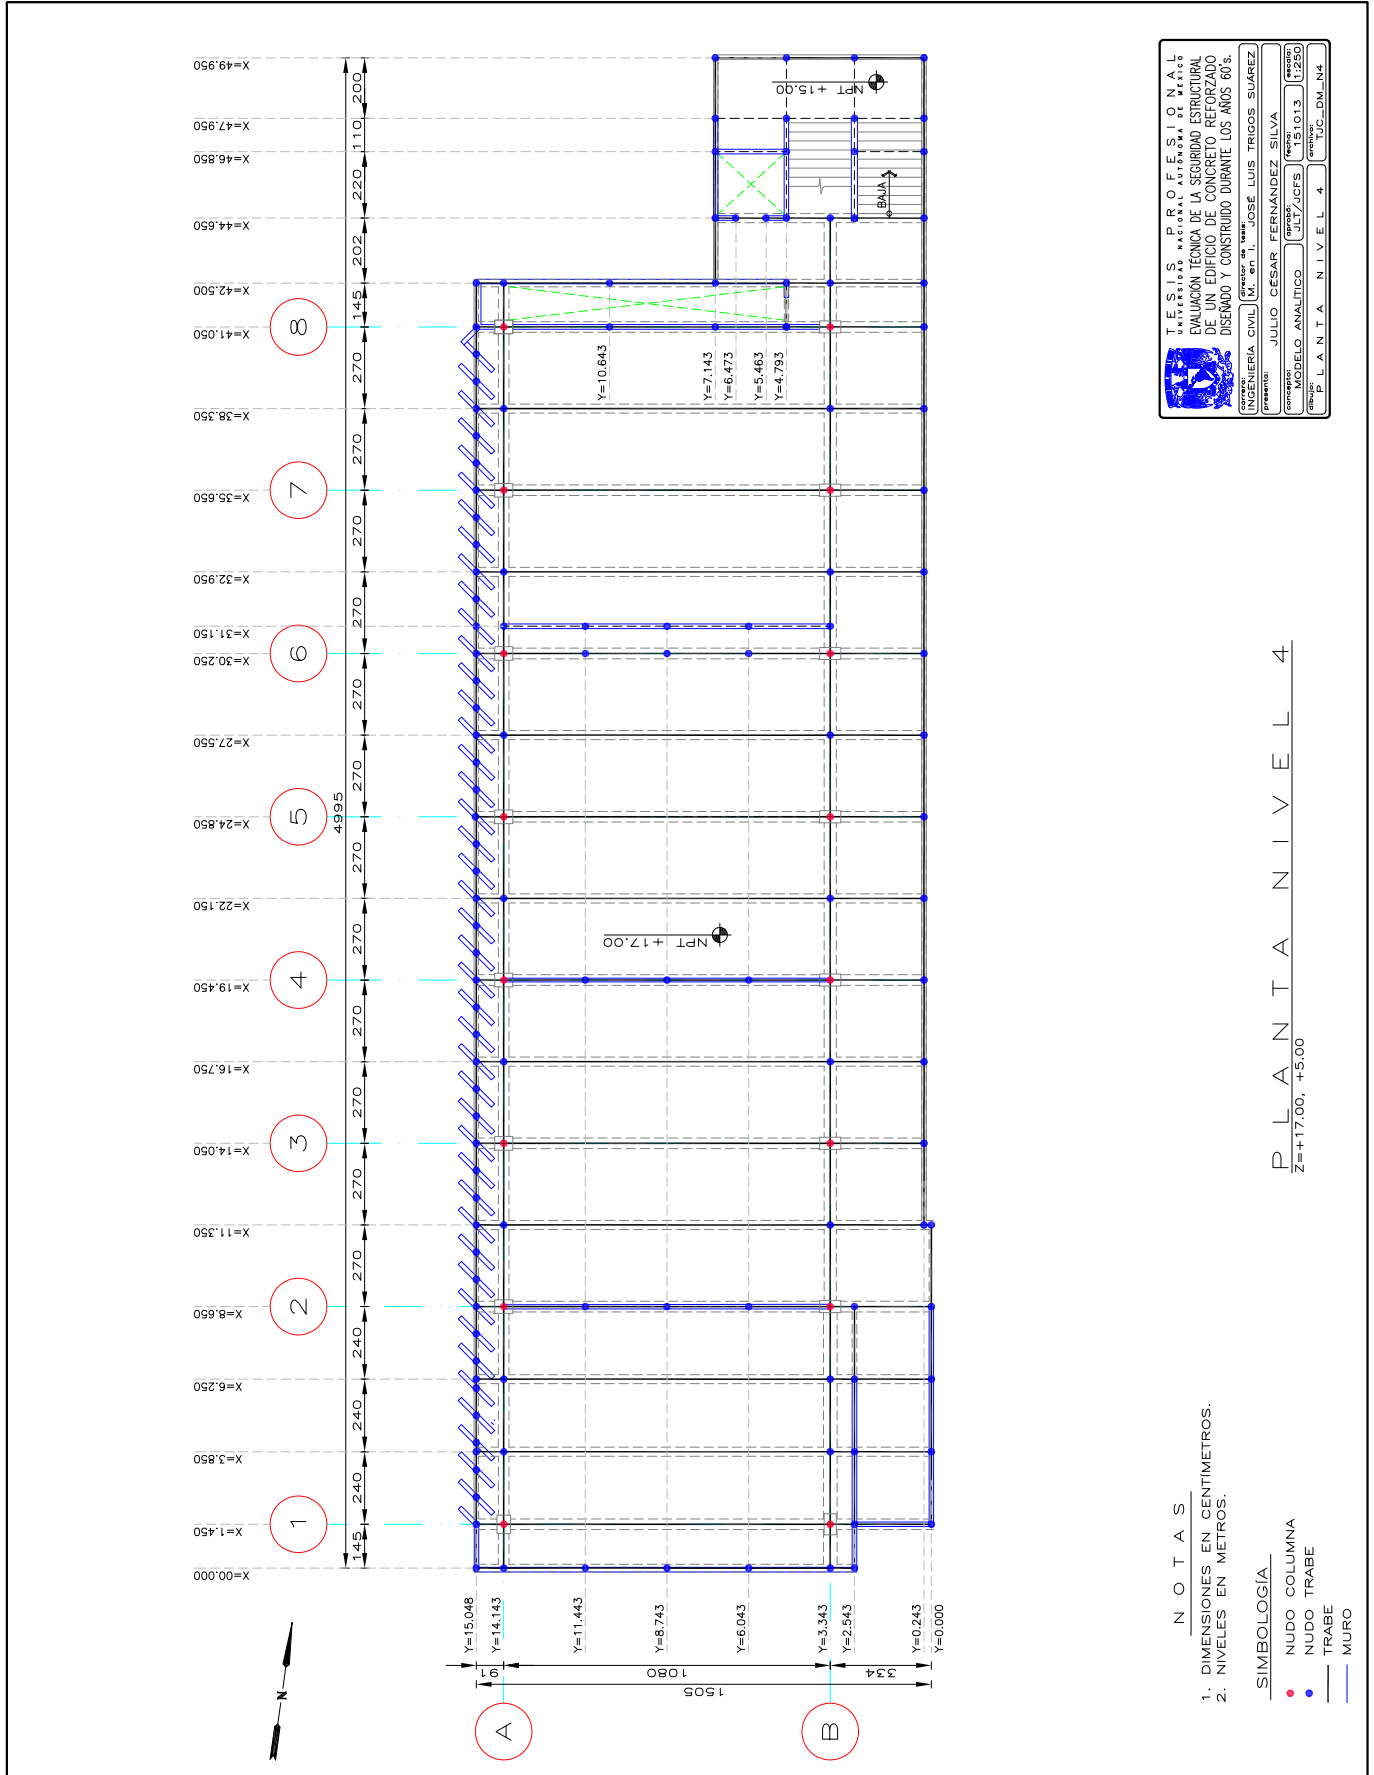 TESIS PROFESIONAL
UNIVERSIDAD NACIONAL AUTÓNOMA DE MÉXICO
EVALUACIÓN TÉCNICA DE LA SEGURIDAD ESTRUCTURAL
DE UN EDIFICIO DE CONCRETO REFORZADO
DISEÑADO Y CONSTRUIDO DURANTE LOS AÑOS 60's.
carrera: INGENIERÍA CIVIL
director de tesis: M. en I. JOSÉ LUIS TRIGOS SUÁREZ
presenta: JULIO CÉSAR FERNÁNDEZ SILVA
concepto: MODELO ANALÍTICO
aprobó: JLT/JCFS
fecha: 151013
escala: 1:250
dibujo: PLANTA NIVEL 4
archivo: TJC_DM_N4
X=00.000
X=1.450
X=3.850
X=6.250
X=8.650
X=11.350
X=14.050
X=16.750
X=19.450
X=22.150
X=24.850
X=27.550
X=30.250
X=31.150
X=32.950
X=35.650
X=38.350
X=41.050
X=42.500
X=44.650
X=46.850
X=47.950
X=49.950
1
2
3
4
5
6
7
8
4995
145
240
240
240
270
270
270
270
270
270
270
270
270
270
270
270
145
202
220
110
200
NPT +15.00
BAJA
Y=10.643
Y=7.143
Y=6.473
Y=5.463
Y=4.793
NPT +17.00
Y=15.048
Y=14.143
Y=11.443
Y=8.743
Y=6.043
Y=3.343
Y=2.543
Y=0.243
Y=0.000
91
1080
334
1505
A
B
N
PLANTA NIVEL 4
Z=+17.00, +5.00
NOTAS
1. DIMENSIONES EN CENTÍMETROS.
2. NIVELES EN METROS.
SIMBOLOGÍA
NUDO COLUMNA
NUDO TRABE
TRABE
MURO